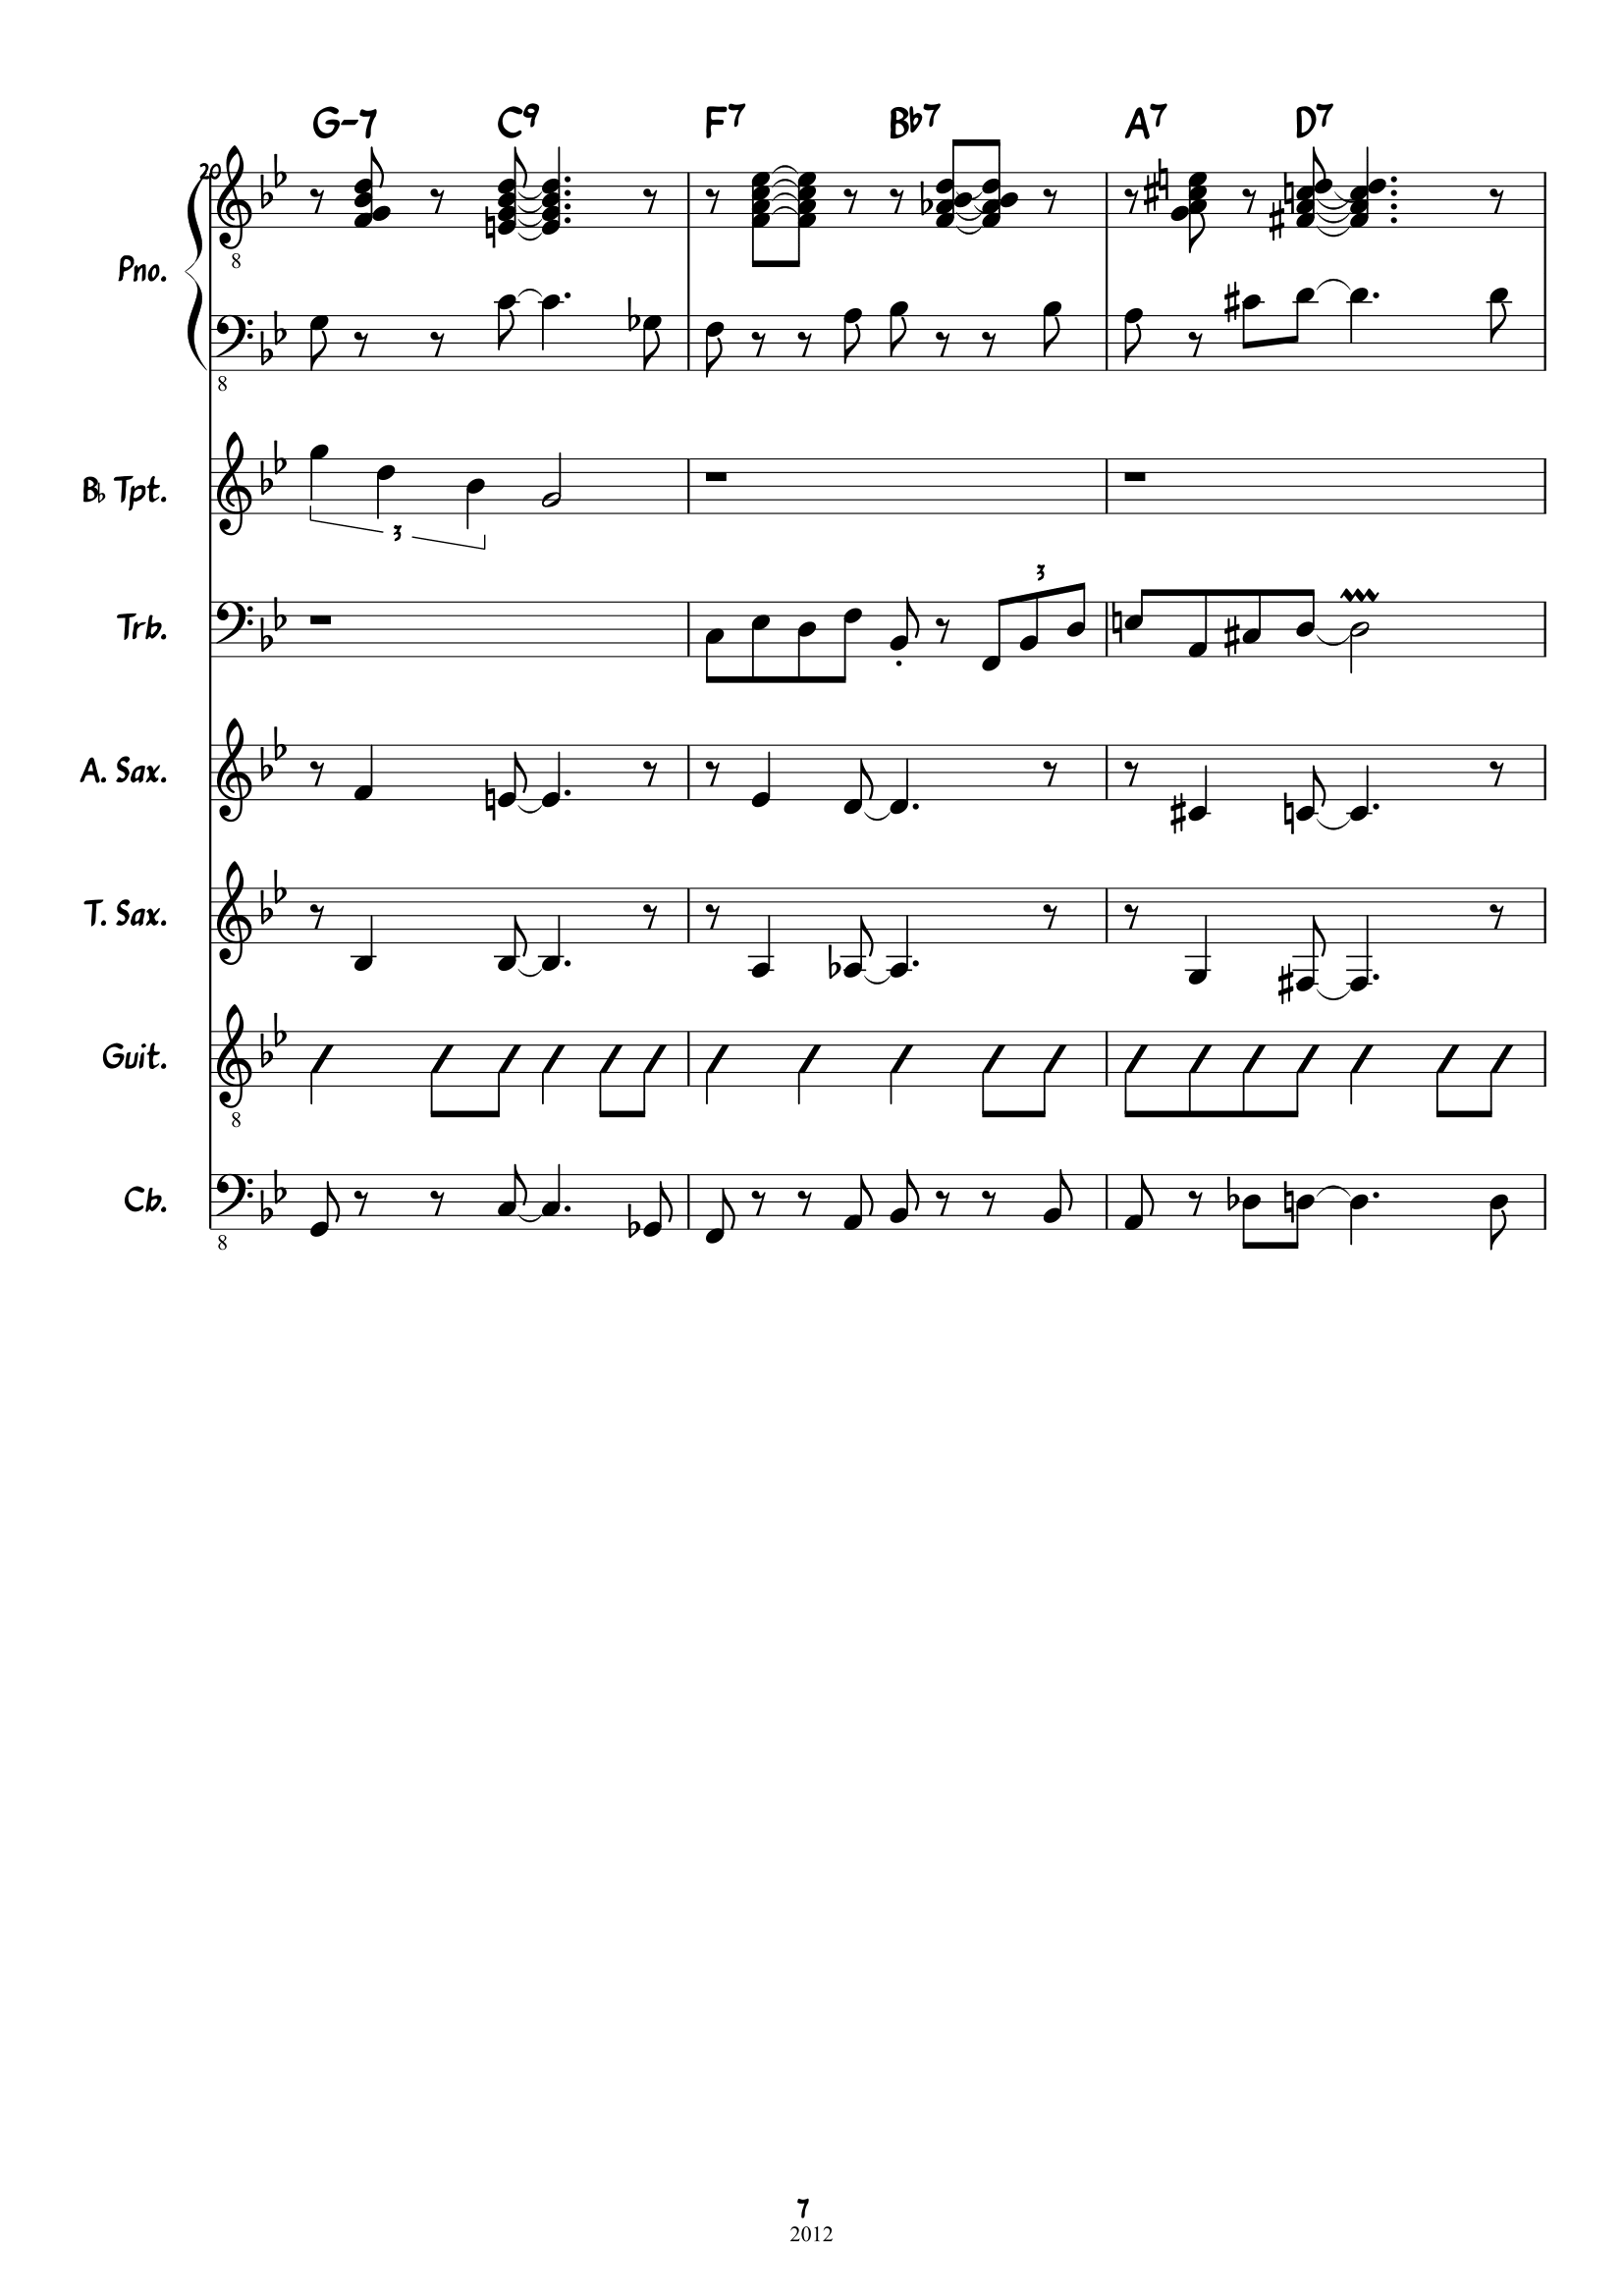 G-7 C9 F7 B♭7 A7 D7
20
8
Pno.
8
B♭ Tpt.
3
3
Trb.
A. Sax.
T. Sax.
Guit.
8
Cb.
8
7
2012